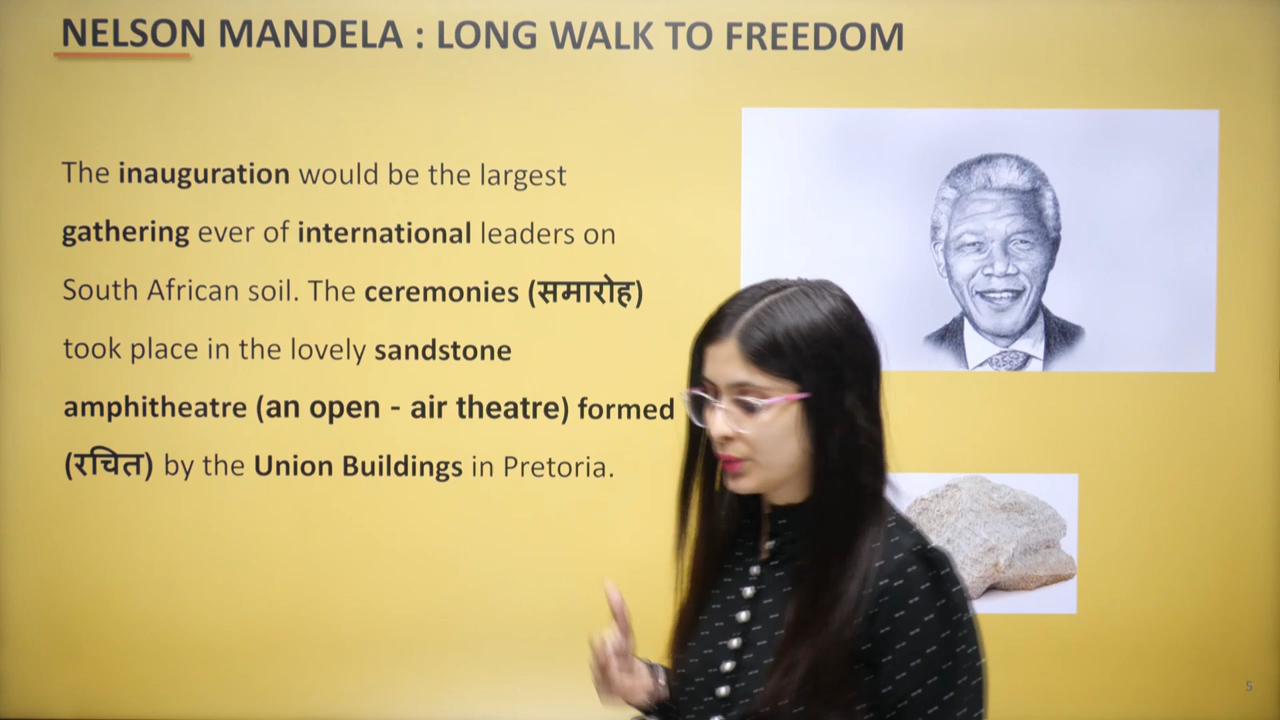 NELSON MANDELA : LONG WALK TO FREEDOM
The inauguration would be the largest
gathering ever of international leaders on
South African soil. The ceremonies (समारोह)
took place in the lovely sandstone
amphitheatre (an open - air theatre) formed
(रचित) by the Union Buildings in Pretoria.
5